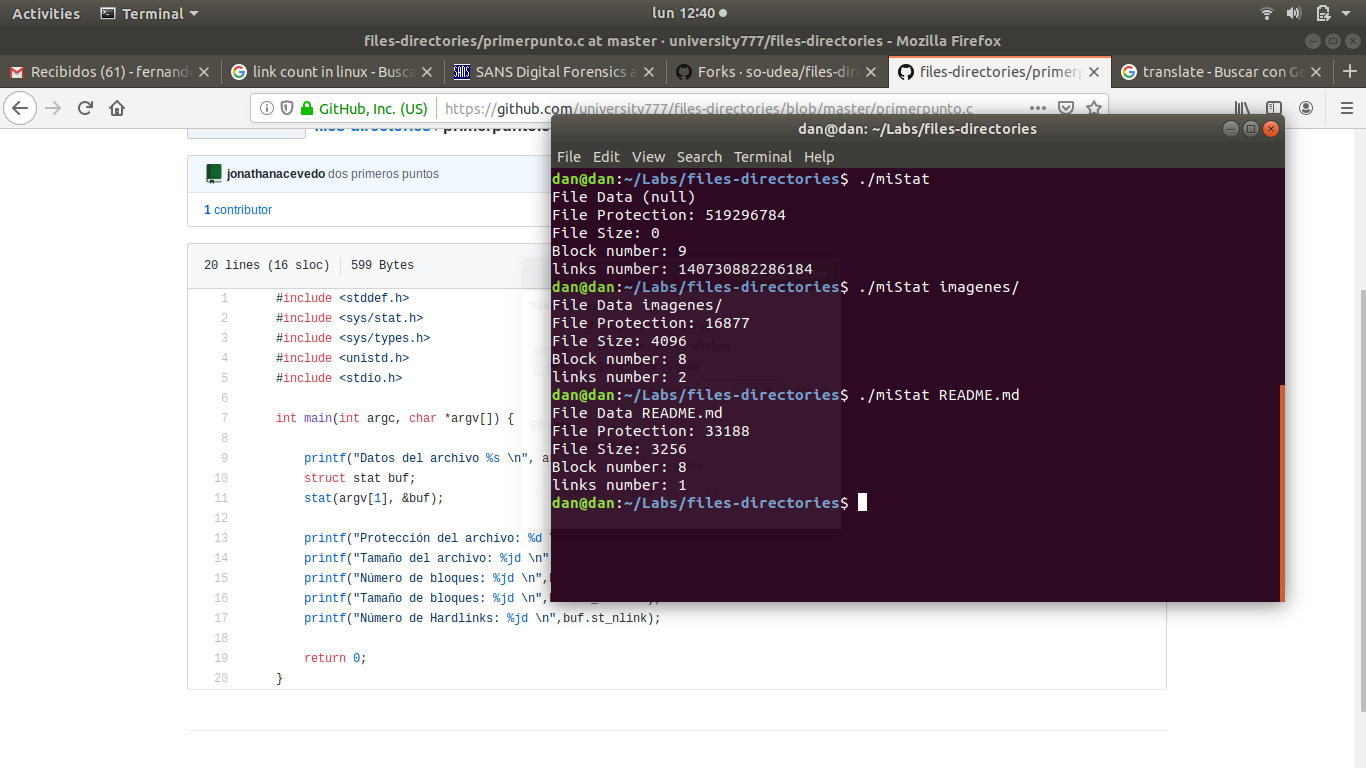 Activities Terminal lun 12:40
files-directories/primerpunto.c at master · university777/files-directories - Mozilla Firefox
Recibidos (61) - fernand
link count in linux - Busca
SANS Digital Forensics a
Forks · so-udea/files-dir
files-directories/primerp
translate - Buscar con Go
GitHub, Inc. (US) https://github.com/university777/files-directories/blob/master/primerpunto.c
jonathanacevedo dos primeros puntos
1 contributor
20 lines (16 sloc) 599 Bytes
1 #include <stddef.h>
2 #include <sys/stat.h>
3 #include <sys/types.h>
4 #include <unistd.h>
5 #include <stdio.h>
6
7 int main(int argc, char *argv[]) {
8
9 printf("Datos del archivo %s \n", a
10 struct stat buf;
11 stat(argv[1], &buf);
12
13 printf("Protección del archivo: %d
14 printf("Tamaño del archivo: %jd \n"
15 printf("Número de bloques: %jd \n",
16 printf("Tamaño de bloques: %jd \n",
17 printf("Número de Hardlinks: %jd \n",buf.st_nlink);
18
19 return 0;
20 }
dan@dan: ~/Labs/files-directories
File Edit View Search Terminal Help
dan@dan:~/Labs/files-directories$ ./miStat
File Data (null)
File Protection: 519296784
File Size: 0
Block number: 9
links number: 140730882286184
dan@dan:~/Labs/files-directories$ ./miStat imagenes/
File Data imagenes/
File Protection: 16877
File Size: 4096
Block number: 8
links number: 2
dan@dan:~/Labs/files-directories$ ./miStat README.md
File Data README.md
File Protection: 33188
File Size: 3256
Block number: 8
links number: 1
dan@dan:~/Labs/files-directories$